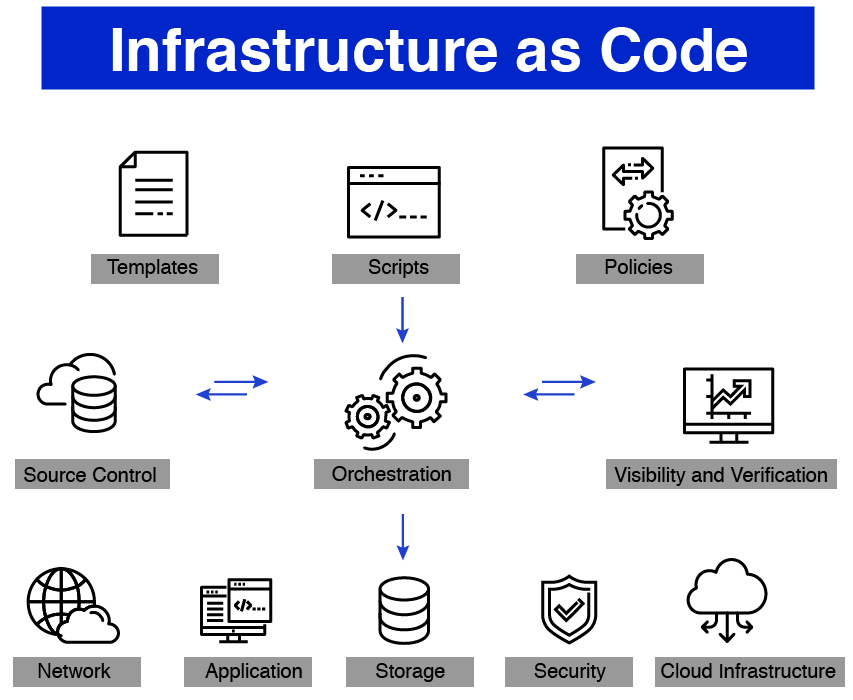 Infrastructure as Code
</>---
Templates
Scripts
Policies
Source Control
Orchestration
Visibility and Verification
</>...
Network
Application
Storage
Security
Cloud Infrastructure